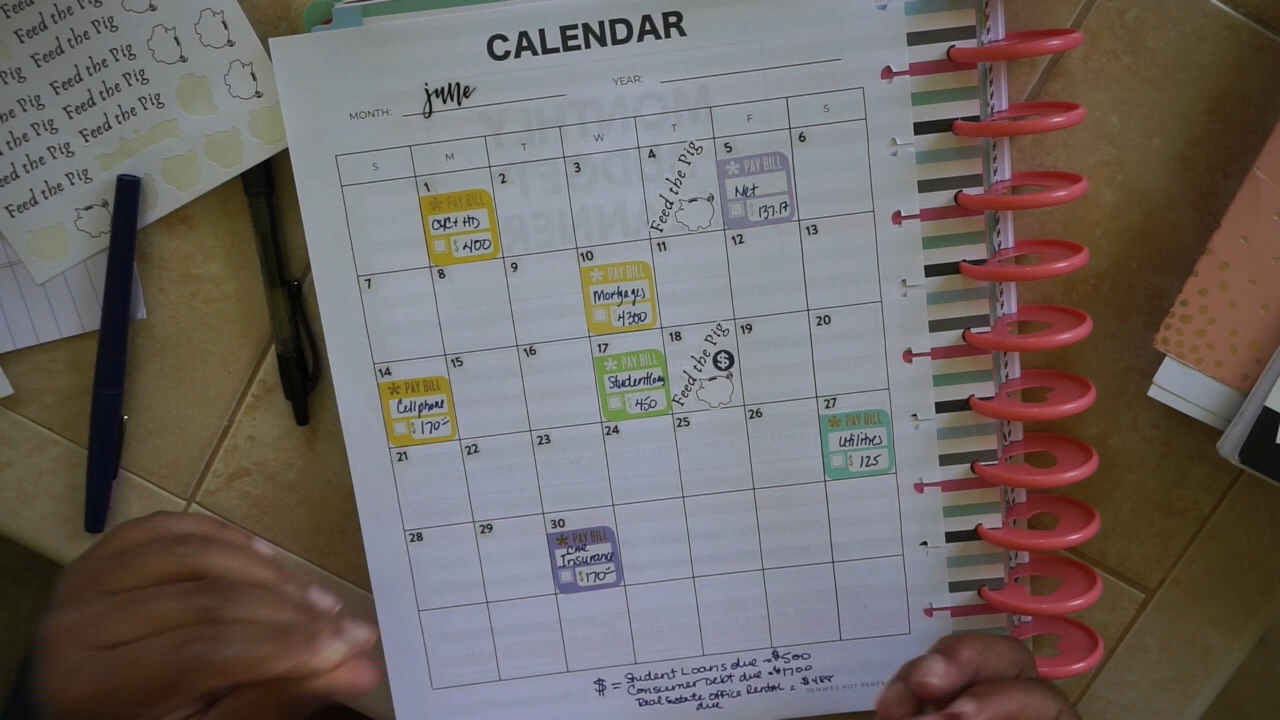 Feed the Pig
Feed the Pig
Feed the Pig
Feed the Pig
Feed the Pig
Feed the Pig
Feed the Pig
Feed the Pig
CALENDAR
MONTH: june YEAR:
S M T W T F S
1 2 3 4 5 6
PAY BILL
$ 400
Feed the Pig
PAY BILL
Net
$ 137.17
7 8 9 10 11 12 13
PAY BILL
Mortgages
4300
14 15 16 17 18 19 20
PAY BILL
Cellphone
$ 170
PAY BILL
Student loan
450
Feed the Pig
$
21 22 23 24 25 26 27
PAY BILL
utilities
$ 125
28 29 30
PAY BILL
CAR
Insurance
$ 170
$ = Student Loans due = $500
Consumer Debt due = $1700
Real Estate Office Rental = $488
due